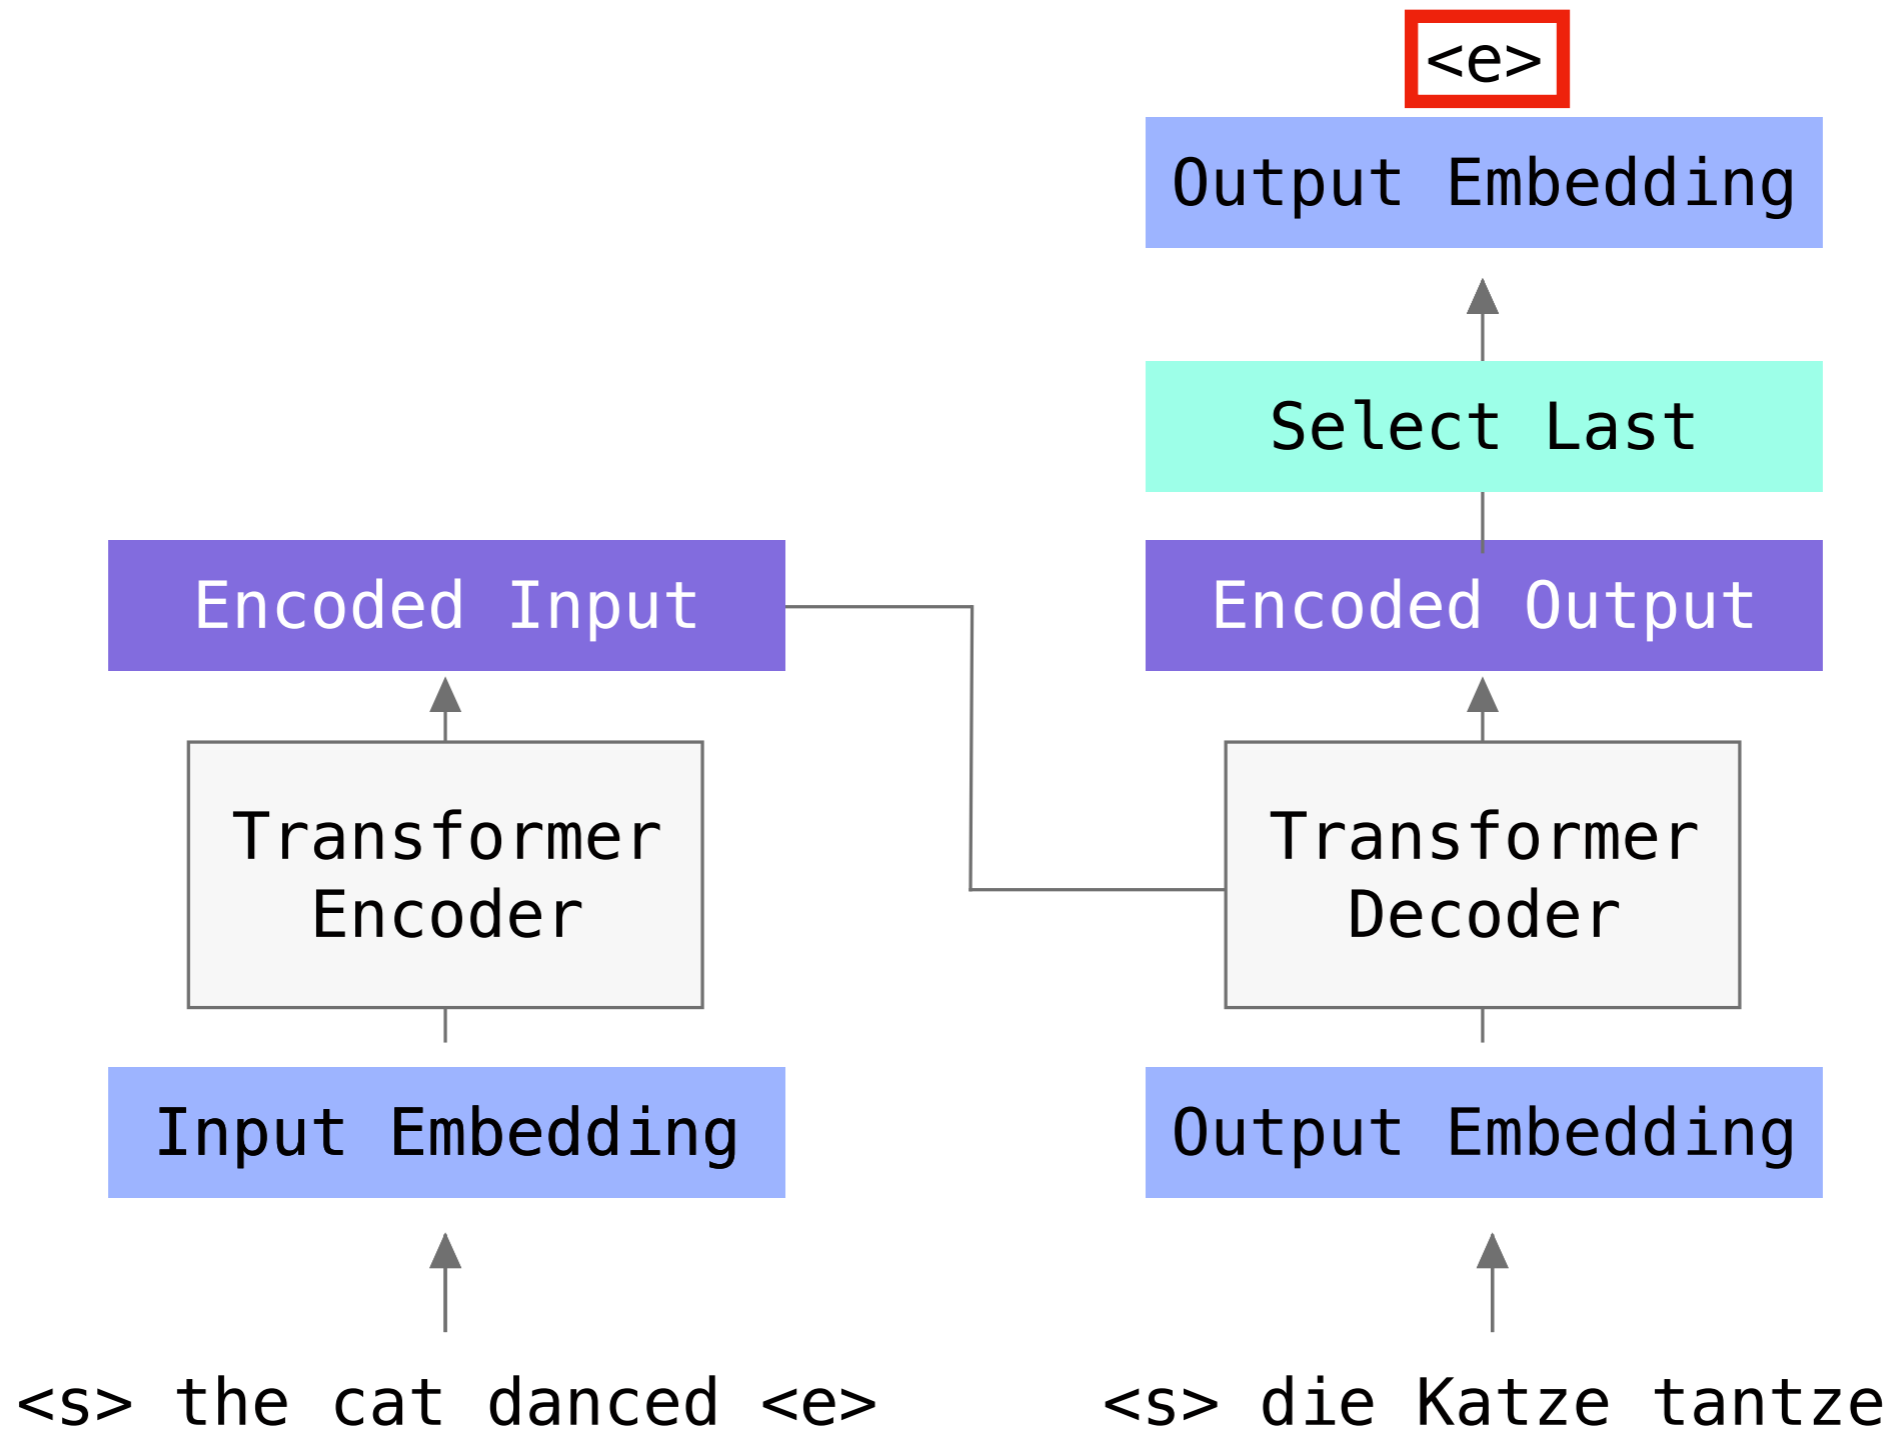 <e>
Output Embedding
Select Last
Encoded Input
Encoded Output
Transformer
Encoder
Transformer
Decoder
Input Embedding
Output Embedding
<s> the cat danced <e>
<s> die Katze tantze